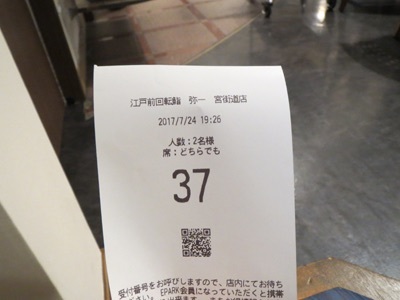 江戸前回転鮨　弥一　宮街道店
2017/7/24 19:26
人数：2名様
席：どちらでも
37
受付番号をお呼びしますので、店内にてお待ち
さい。EPARK会員になっていただくと携帯